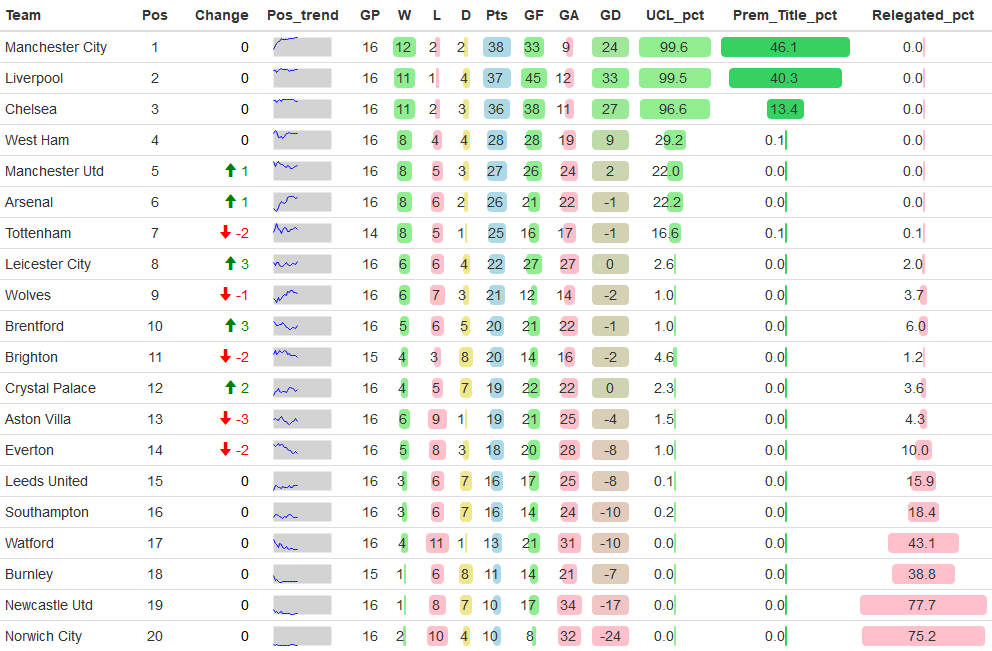 Team Pos Change Pos_trend GP W L D Pts GF GA GD UCL_pct Prem_Title_pct Relegated_pct
Manchester City 1 0 16 12 2 2 38 33 9 24 99.6 46.1 0.0
Liverpool 2 0 16 11 1 4 37 45 12 33 99.5 40.3 0.0
Chelsea 3 0 16 11 2 3 36 38 11 27 96.6 13.4 0.0
West Ham 4 0 16 8 4 4 28 28 19 9 29.2 0.1 0.0
Manchester Utd 5 ↑ 1 16 8 5 3 27 26 24 2 22.0 0.0 0.0
Arsenal 6 ↑ 1 16 8 6 2 26 21 22 -1 22.2 0.0 0.0
Tottenham 7 ↓ -2 14 8 5 1 25 16 17 -1 16.6 0.1 0.1
Leicester City 8 ↑ 3 16 6 6 4 22 27 27 0 2.6 0.0 2.0
Wolves 9 ↓ -1 16 6 7 3 21 12 14 -2 1.0 0.0 3.7
Brentford 10 ↑ 3 16 5 6 5 20 21 22 -1 1.0 0.0 6.0
Brighton 11 ↓ -2 15 4 3 8 20 14 16 -2 4.6 0.0 1.2
Crystal Palace 12 ↑ 2 16 4 5 7 19 22 22 0 2.3 0.0 3.6
Aston Villa 13 ↓ -3 16 6 9 1 19 21 25 -4 1.5 0.0 4.3
Everton 14 ↓ -2 16 5 8 3 18 20 28 -8 1.0 0.0 10.0
Leeds United 15 0 16 3 6 7 16 17 25 -8 0.1 0.0 15.9
Southampton 16 0 16 3 6 7 16 14 24 -10 0.2 0.0 18.4
Watford 17 0 16 4 11 1 13 21 31 -10 0.0 0.0 43.1
Burnley 18 0 15 1 6 8 11 14 21 -7 0.0 0.0 38.8
Newcastle Utd 19 0 16 1 8 7 10 17 34 -17 0.0 0.0 77.7
Norwich City 20 0 16 2 10 4 10 8 32 -24 0.0 0.0 75.2